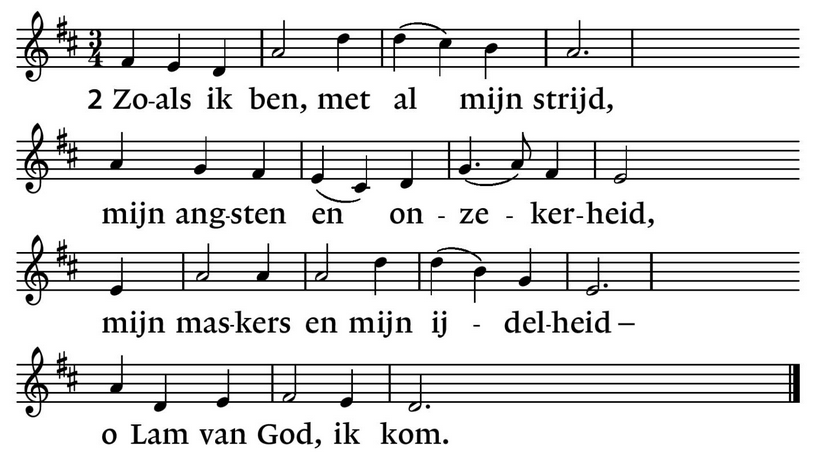 2 Zo-als ik ben, met al mijn strijd,
mijn ang-sten en on - ze - ker-heid,
mijn mas-kers en mijn ij - del-heid –
o Lam van God, ik kom.